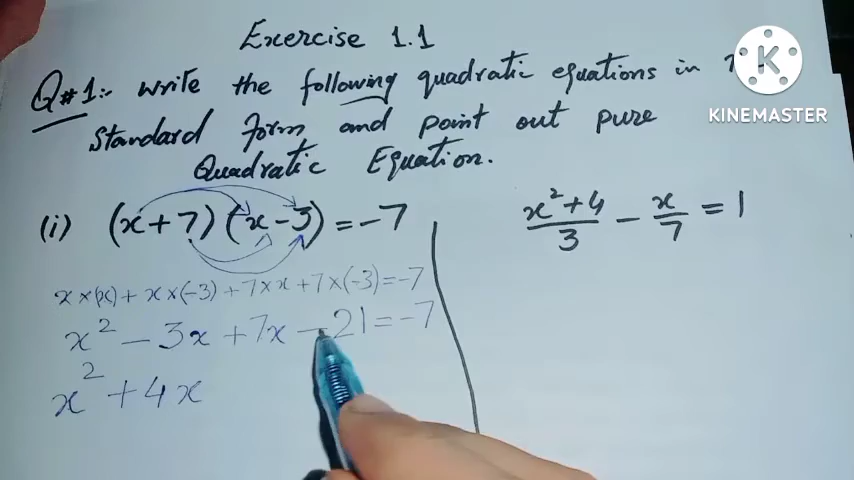 Exercise 1.1
Q#1:- write the following quadratic equations in
standard form and point out pure
Quadratic Equation.
(i) (x+7)(x-3)=-7
x×(x)+x×(-3)+7×x+7×(-3)=-7
x²-3x+7x-21=-7
x²+4x
(x²+4)/3 - x/7 = 1
K
KINEMASTER